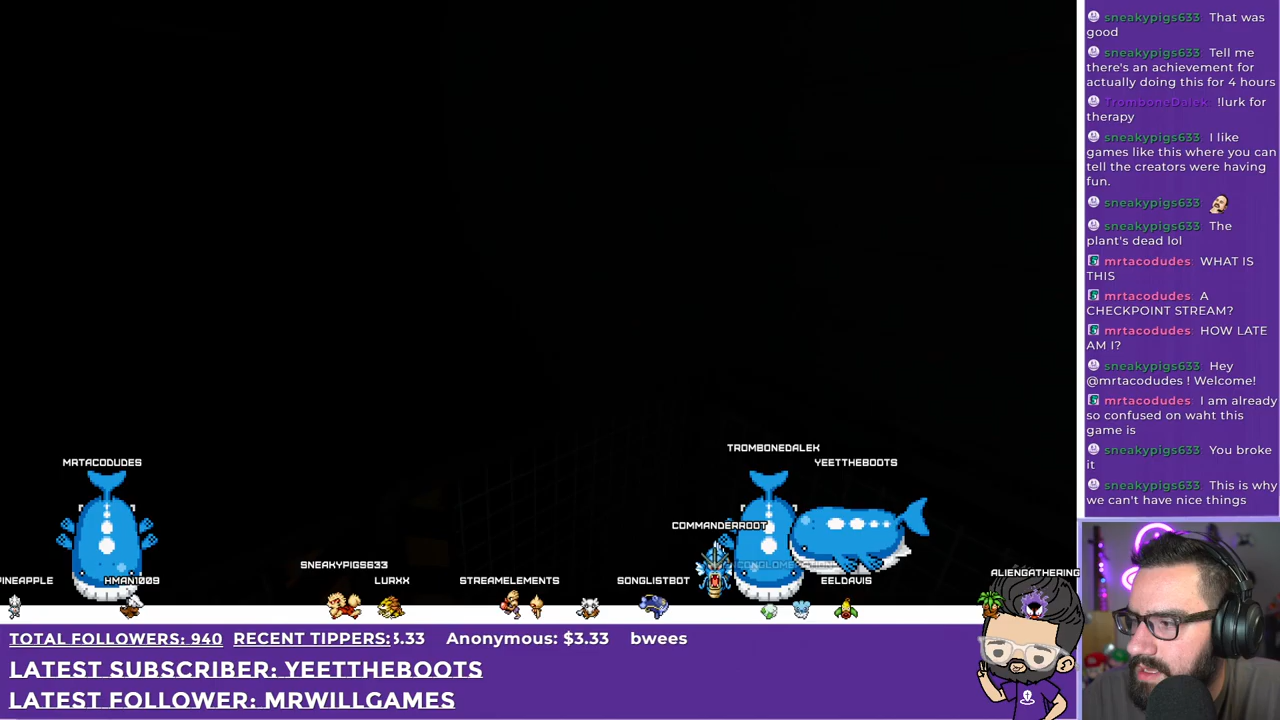 sneakypigs633 That was
good
sneakypigs633 Tell me
there's an achievement for
actually doing this for 4 hours
TromboneDalek: !lurk for
therapy
sneakypigs633 I like
games like this where you can
tell the creators were having
fun.
sneakypigs633
sneakypigs633 The
plant's dead lol
mrtacodudes: WHAT IS
THIS
mrtacodudes: A
CHECKPOINT STREAM?
mrtacodudes: HOW LATE
AM I?
sneakypigs633 Hey
@mrtacodudes ! Welcome!
mrtacodudes: I am already
so confused on waht this
game is
sneakypigs633 You broke
it
sneakypigs633 This is why
we can't have nice things
TROMBONEDALEK
MRTACODUDES
YEETTHEBOOTS
COMMANDERROOT
SNEAKYPIGS633
ALIENGATHERING
PINEAPPLE
HMAN1009
LURXX
STREAMELEMENTS
SONGLISTBOT
EELDAVIS
TOTAL FOLLOWERS: 940 RECENT TIPPERS: 3.33 Anonymous: $3.33 bwees
LATEST SUBSCRIBER: YEETTHEBOOTS
LATEST FOLLOWER: MRWILLGAMES